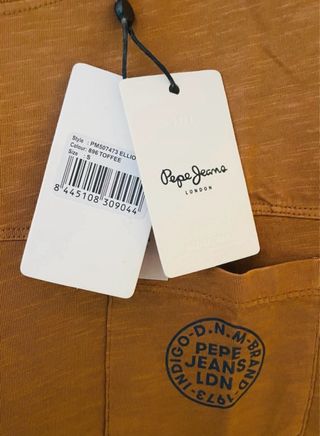 Style : PM507473 ELLIO
Colour: 896 TOFFEE
Size : S
8 445108 309044
Pepe Jeans
LONDON
1973-INDIGO-D.N.M-BRAND-
PEPE
JEANS
LDN